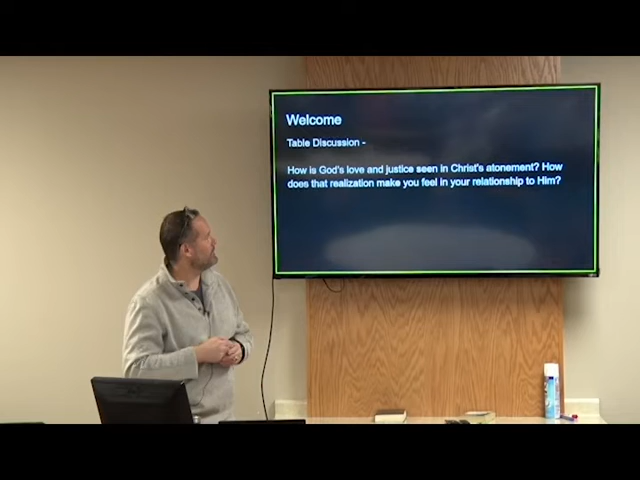 Welcome
Table Discussion -
How is God's love and justice seen in Christ's atonement? How
does that realization make you feel in your relationship to Him?